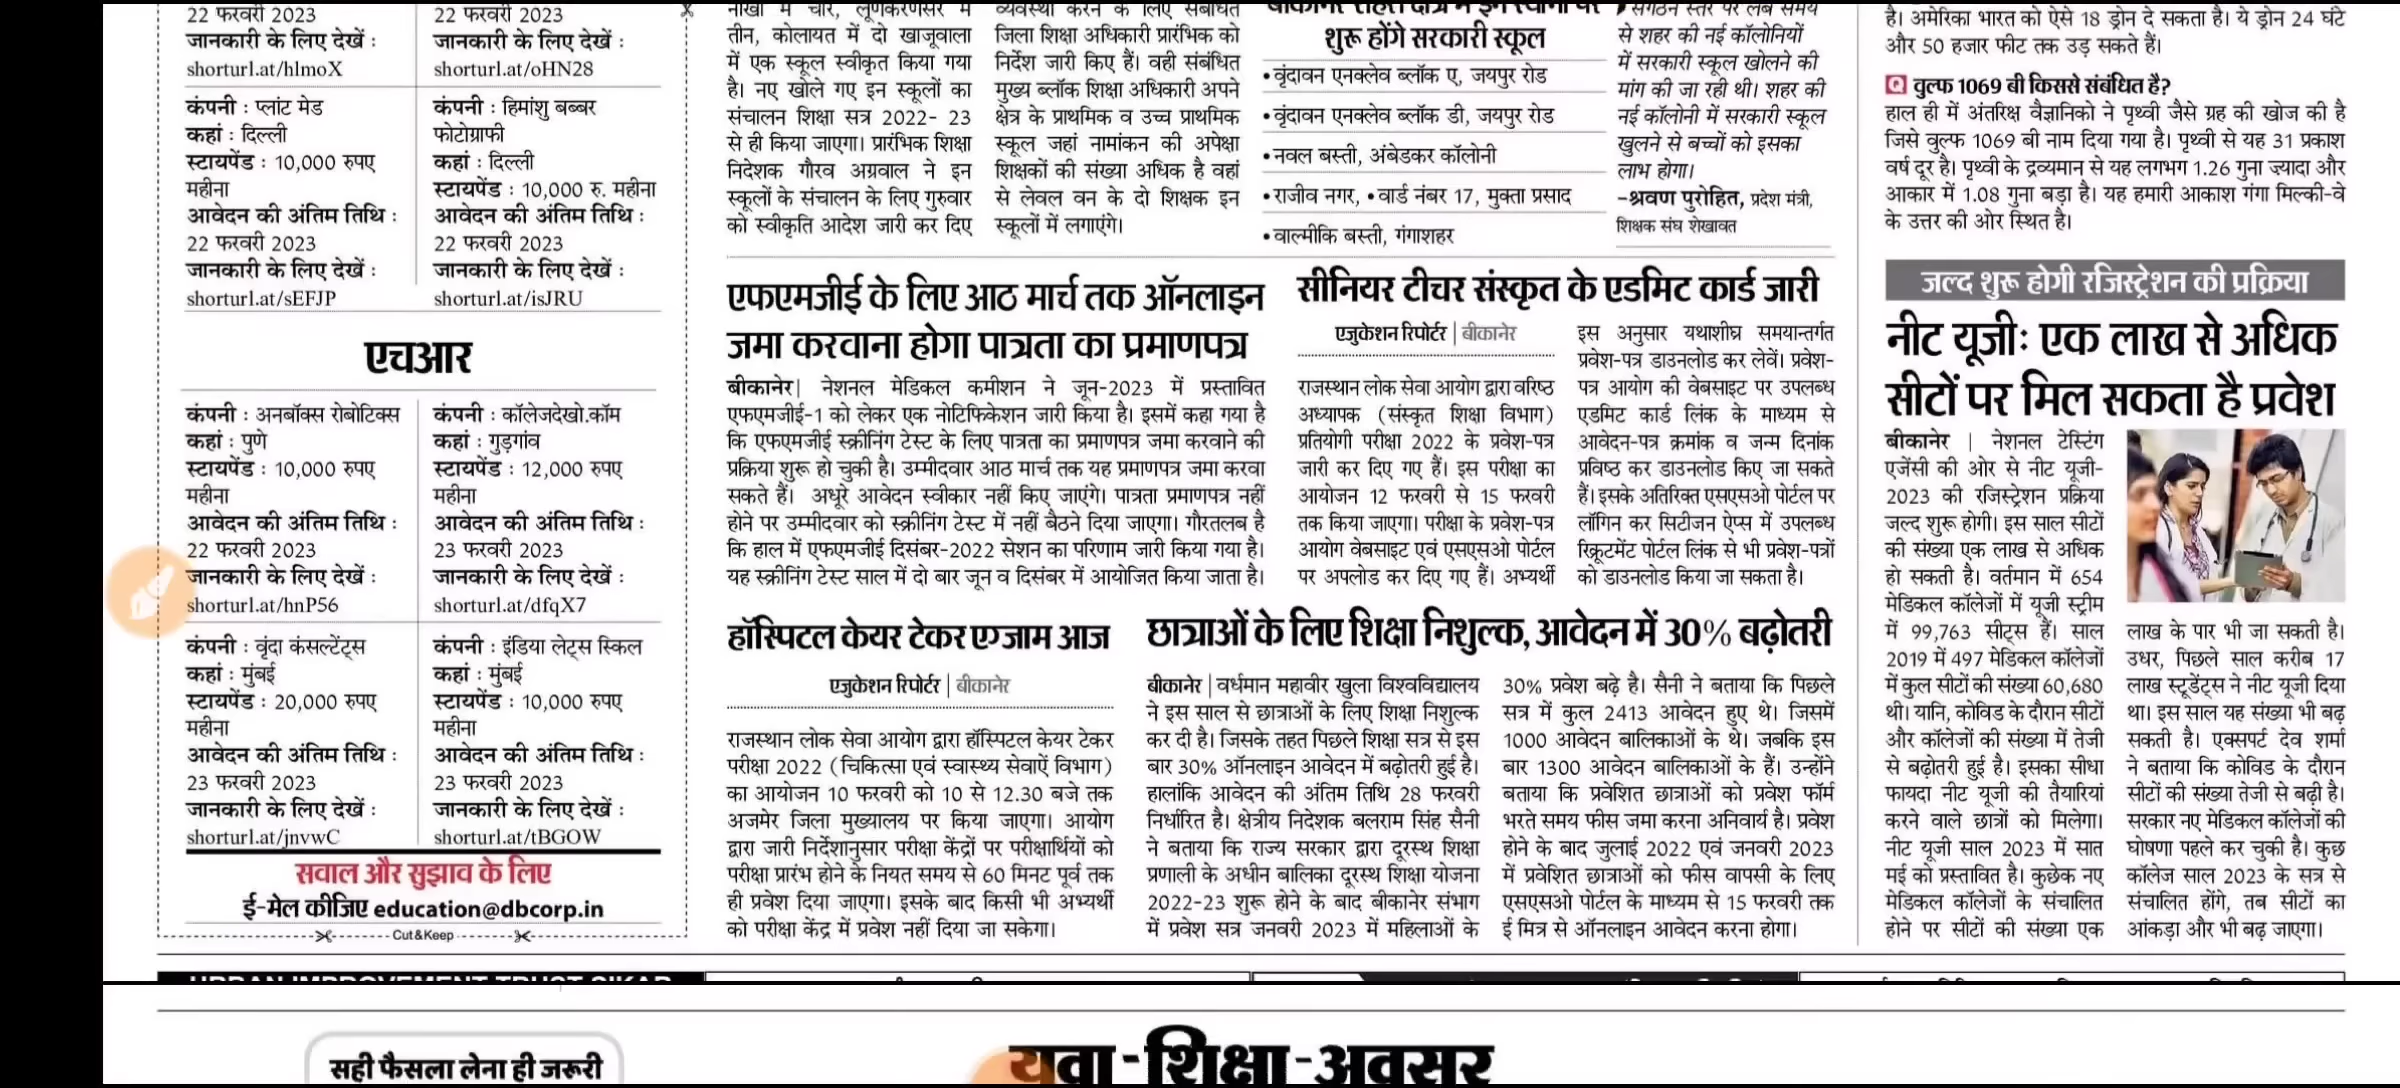 22 फरवरी 2023
जानकारी के लिए देखें :
shorturl.at/hlmoX
कंपनी : प्लांट मेड
कहां : दिल्ली
स्टायपेंड : 10,000 रुपए
महीना
आवेदन की अंतिम तिथि :
22 फरवरी 2023
जानकारी के लिए देखें :
shorturl.at/sEFJP
22 फरवरी 2023
जानकारी के लिए देखें :
shorturl.at/oHN28
कंपनी : हिमांशु बब्बर
फोटोग्राफी
कहां : दिल्ली
स्टायपेंड : 10,000 रु. महीना
आवेदन की अंतिम तिथि :
22 फरवरी 2023
जानकारी के लिए देखें :
shorturl.at/isJRU
एचआर
कंपनी : अनबॉक्स रोबोटिक्स
कहां : पुणे
स्टायपेंड : 10,000 रुपए
महीना
आवेदन की अंतिम तिथि :
22 फरवरी 2023
जानकारी के लिए देखें :
shorturl.at/hnP56
कंपनी : वृंदा कंसल्टेंट्स
कहां : मुंबई
स्टायपेंड : 20,000 रुपए
महीना
आवेदन की अंतिम तिथि :
23 फरवरी 2023
जानकारी के लिए देखें :
shorturl.at/jnvwC
कंपनी : कॉलेजदेखो.कॉम
कहां : गुड़गांव
स्टायपेंड : 12,000 रुपए
महीना
आवेदन की अंतिम तिथि :
23 फरवरी 2023
जानकारी के लिए देखें :
shorturl.at/dfqX7
कंपनी : इंडिया लेट्स स्किल
कहां : मुंबई
स्टायपेंड : 10,000 रुपए
महीना
आवेदन की अंतिम तिथि :
23 फरवरी 2023
जानकारी के लिए देखें :
shorturl.at/tBGOW
सवाल और सुझाव के लिए
ई-मेल कीजिए education@dbcorp.in
Cut&Keep
नोखा में चार, लूणकरणसर में
तीन, कोलायत में दो खाजूवाला
में एक स्कूल स्वीकृत किया गया
है। नए खोले गए इन स्कूलों का
संचालन शिक्षा सत्र 2022- 23
से ही किया जाएगा। प्रारंभिक शिक्षा
निदेशक गौरव अग्रवाल ने इन
स्कूलों के संचालन के लिए गुरुवार
को स्वीकृति आदेश जारी कर दिए
व्यवस्था करने के लिए संबंधित
जिला शिक्षा अधिकारी प्रारंभिक को
निर्देश जारी किए हैं। वही संबंधित
मुख्य ब्लॉक शिक्षा अधिकारी अपने
क्षेत्र के प्राथमिक व उच्च प्राथमिक
स्कूल जहां नामांकन की अपेक्षा
शिक्षकों की संख्या अधिक है वहां
से लेवल वन के दो शिक्षक इन
स्कूलों में लगाएंगे।
बीकानेर शहरी क्षेत्र में इन स्थानों पर
शुरू होंगे सरकारी स्कूल
• वृंदावन एनक्लेव ब्लॉक ए, जयपुर रोड
• वृंदावन एनक्लेव ब्लॉक डी, जयपुर रोड
• नवल बस्ती, अंबेडकर कॉलोनी
• राजीव नगर, • वार्ड नंबर 17, मुक्ता प्रसाद
• वाल्मीकि बस्ती, गंगाशहर
संगठन स्तर पर लंबे समय
से शहर की नई कॉलोनियों
में सरकारी स्कूल खोलने की
मांग की जा रही थी। शहर की
नई कॉलोनी में सरकारी स्कूल
खुलने से बच्चों को इसका
लाभ होगा।
-श्रवण पुरोहित, प्रदेश मंत्री,
शिक्षक संघ शेखावत
एफएमजीई के लिए आठ मार्च तक ऑनलाइन
जमा करवाना होगा पात्रता का प्रमाणपत्र
बीकानेर| नेशनल मेडिकल कमीशन ने जून-2023 में प्रस्तावित
एफएमजीई-1 को लेकर एक नोटिफिकेशन जारी किया है। इसमें कहा गया है
कि एफएमजीई स्क्रीनिंग टेस्ट के लिए पात्रता का प्रमाणपत्र जमा करवाने की
प्रक्रिया शुरू हो चुकी है। उम्मीदवार आठ मार्च तक यह प्रमाणपत्र जमा करवा
सकते हैं। अधूरे आवेदन स्वीकार नहीं किए जाएंगे। पात्रता प्रमाणपत्र नहीं
होने पर उम्मीदवार को स्क्रीनिंग टेस्ट में नहीं बैठने दिया जाएगा। गौरतलब है
कि हाल में एफएमजीई दिसंबर-2022 सेशन का परिणाम जारी किया गया है।
यह स्क्रीनिंग टेस्ट साल में दो बार जून व दिसंबर में आयोजित किया जाता है।
सीनियर टीचर संस्कृत के एडमिट कार्ड जारी
एजुकेशन रिपोर्टर | बीकानेर
राजस्थान लोक सेवा आयोग द्वारा वरिष्ठ
अध्यापक (संस्कृत शिक्षा विभाग)
प्रतियोगी परीक्षा 2022 के प्रवेश-पत्र
जारी कर दिए गए हैं। इस परीक्षा का
आयोजन 12 फरवरी से 15 फरवरी
तक किया जाएगा। परीक्षा के प्रवेश-पत्र
आयोग वेबसाइट एवं एसएसओ पोर्टल
पर अपलोड कर दिए गए हैं। अभ्यर्थी
इस अनुसार यथाशीघ्र समयान्तर्गत
प्रवेश-पत्र डाउनलोड कर लेवें। प्रवेश-
पत्र आयोग की वेबसाइट पर उपलब्ध
एडमिट कार्ड लिंक के माध्यम से
आवेदन-पत्र क्रमांक व जन्म दिनांक
प्रविष्ठ कर डाउनलोड किए जा सकते
हैं। इसके अतिरिक्त एसएसओ पोर्टल पर
लॉगिन कर सिटीजन ऐप्स में उपलब्ध
रिक्रूटमेंट पोर्टल लिंक से भी प्रवेश-पत्रों
को डाउनलोड किया जा सकता है।
हॉस्पिटल केयर टेकर एग्जाम आज
एजुकेशन रिपोर्टर | बीकानेर
राजस्थान लोक सेवा आयोग द्वारा हॉस्पिटल केयर टेकर
परीक्षा 2022 (चिकित्सा एवं स्वास्थ्य सेवाऐं विभाग)
का आयोजन 10 फरवरी को 10 से 12.30 बजे तक
अजमेर जिला मुख्यालय पर किया जाएगा। आयोग
द्वारा जारी निर्देशानुसार परीक्षा केंद्रों पर परीक्षार्थियों को
परीक्षा प्रारंभ होने के नियत समय से 60 मिनट पूर्व तक
ही प्रवेश दिया जाएगा। इसके बाद किसी भी अभ्यर्थी
को परीक्षा केंद्र में प्रवेश नहीं दिया जा सकेगा।
छात्राओं के लिए शिक्षा निशुल्क, आवेदन में 30% बढ़ोतरी
बीकानेर | वर्धमान महावीर खुला विश्वविद्यालय
ने इस साल से छात्राओं के लिए शिक्षा निशुल्क
कर दी है। जिसके तहत पिछले शिक्षा सत्र से इस
बार 30% ऑनलाइन आवेदन में बढ़ोतरी हुई है।
हालांकि आवेदन की अंतिम तिथि 28 फरवरी
निर्धारित है। क्षेत्रीय निदेशक बलराम सिंह सैनी
ने बताया कि राज्य सरकार द्वारा दूरस्थ शिक्षा
प्रणाली के अधीन बालिका दूरस्थ शिक्षा योजना
2022-23 शुरू होने के बाद बीकानेर संभाग
में प्रवेश सत्र जनवरी 2023 में महिलाओं के
30% प्रवेश बढ़े है। सैनी ने बताया कि पिछले
सत्र में कुल 2413 आवेदन हुए थे। जिसमें
1000 आवेदन बालिकाओं के थे। जबकि इस
बार 1300 आवेदन बालिकाओं के हैं। उन्होंने
बताया कि प्रवेशित छात्राओं को प्रवेश फॉर्म
भरते समय फीस जमा करना अनिवार्य है। प्रवेश
होने के बाद जुलाई 2022 एवं जनवरी 2023
में प्रवेशित छात्राओं को फीस वापसी के लिए
एसएसओ पोर्टल के माध्यम से 15 फरवरी तक
ई मित्र से ऑनलाइन आवेदन करना होगा।
है। अमेरिका भारत को ऐसे 18 ड्रोन दे सकता है। ये ड्रोन 24 घंटे
और 50 हजार फीट तक उड़ सकते हैं।
Q वुल्फ 1069 बी किससे संबंधित है?
हाल ही में अंतरिक्ष वैज्ञानिको ने पृथ्वी जैसे ग्रह की खोज की है
जिसे वुल्फ 1069 बी नाम दिया गया है। पृथ्वी से यह 31 प्रकाश
वर्ष दूर है। पृथ्वी के द्रव्यमान से यह लगभग 1.26 गुना ज्यादा और
आकार में 1.08 गुना बड़ा है। यह हमारी आकाश गंगा मिल्की-वे
के उत्तर की ओर स्थित है।
जल्द शुरू होगी रजिस्ट्रेशन की प्रक्रिया
नीट यूजी: एक लाख से अधिक
सीटों पर मिल सकता है प्रवेश
बीकानेर | नेशनल टेस्टिंग
एजेंसी की ओर से नीट यूजी-
2023 की रजिस्ट्रेशन प्रक्रिया
जल्द शुरू होगी। इस साल सीटों
की संख्या एक लाख से अधिक
हो सकती है। वर्तमान में 654
मेडिकल कॉलेजों में यूजी स्ट्रीम
में 99,763 सीट्स हैं। साल
2019 में 497 मेडिकल कॉलेजों
में कुल सीटों की संख्या 60,680
थी। यानि, कोविड के दौरान सीटों
और कॉलेजों की संख्या में तेजी
से बढ़ोतरी हुई है। इसका सीधा
फायदा नीट यूजी की तैयारियां
करने वाले छात्रों को मिलेगा।
नीट यूजी साल 2023 में सात
मई को प्रस्तावित है। कुछेक नए
मेडिकल कॉलेजों के संचालित
होने पर सीटों की संख्या एक
लाख के पार भी जा सकती है।
उधर, पिछले साल करीब 17
लाख स्टूडेंट्स ने नीट यूजी दिया
था। इस साल यह संख्या भी बढ़
सकती है। एक्सपर्ट देव शर्मा
ने बताया कि कोविड के दौरान
सीटों की संख्या तेजी से बढ़ी है।
सरकार नए मेडिकल कॉलेजों की
घोषणा पहले कर चुकी है। कुछ
कॉलेज साल 2023 के सत्र से
संचालित होंगे, तब सीटों का
आंकड़ा और भी बढ़ जाएगा।
URBAN IMPROVEMENT TRUST SIKAR
सही फैसला लेना ही जरूरी
युवा-शिक्षा-अवसर